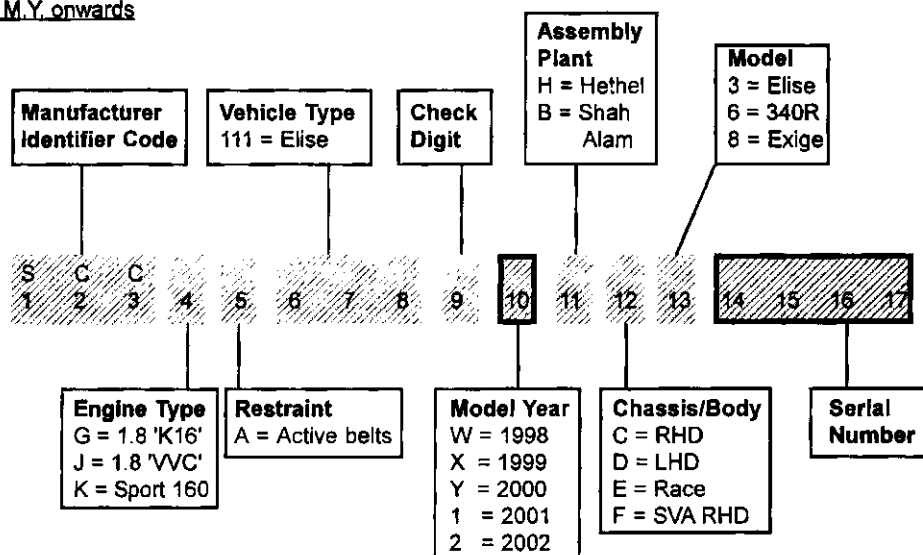 M.Y. onwards
Manufacturer
Identifier Code
Vehicle Type
111 = Elise
Check
Digit
Assembly
Plant
H = Hethel
B = Shah
Alam
Model
3 = Elise
6 = 340R
8 = Exige
S C C
1 2 3 4 5 6 7 8 9 10 11 12 13 14 15 16 17
Engine Type
G = 1.8 'K16'
J = 1.8 'VVC'
K = Sport 160
Restraint
A = Active belts
Model Year
W = 1998
X = 1999
Y = 2000
1 = 2001
2 = 2002
Chassis/Body
C = RHD
D = LHD
E = Race
F = SVA RHD
Serial
Number